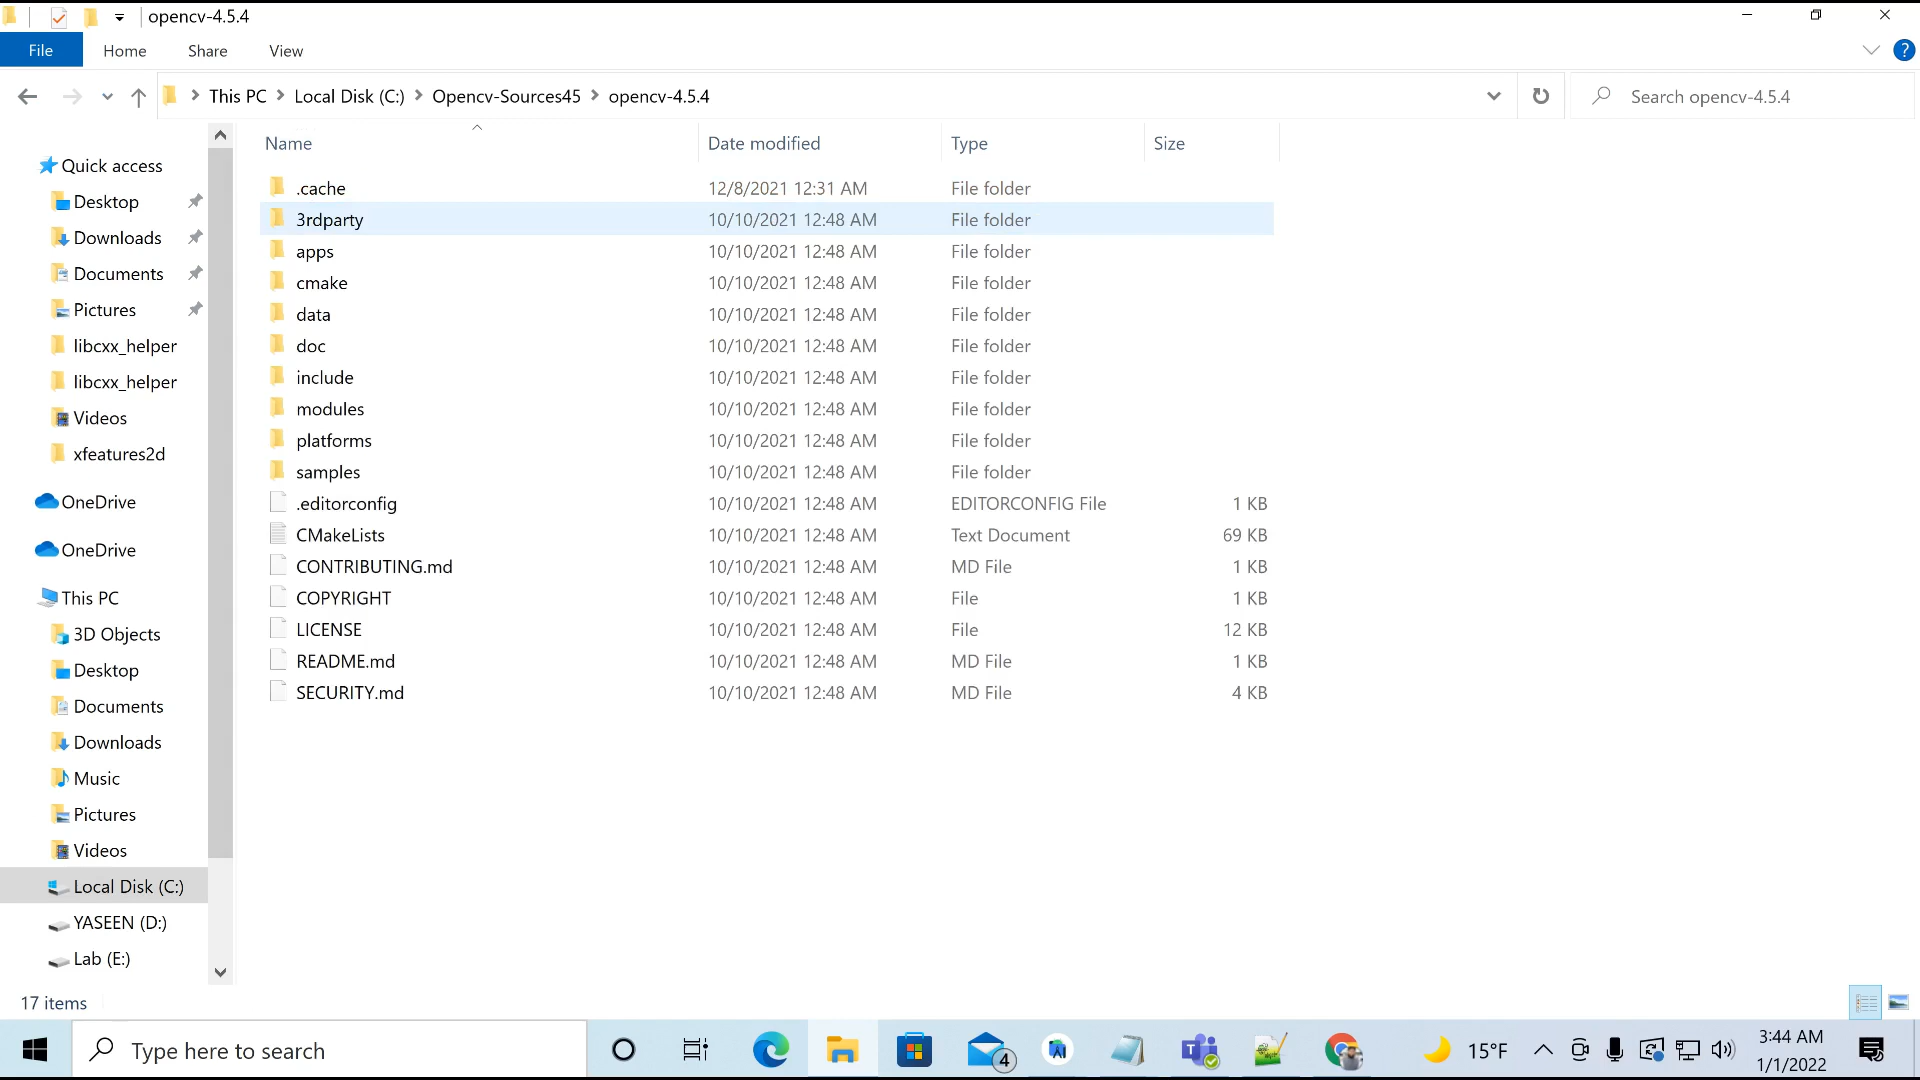 opencv-4.5.4
File Home Share View
This PC Local Disk (C:) Opencv-Sources45 opencv-4.5.4
Search opencv-4.5.4
Name Date modified Type Size
Quick access
Desktop
Downloads
Documents
Pictures
libcxx_helper
libcxx_helper
Videos
xfeatures2d
OneDrive
OneDrive
This PC
3D Objects
Desktop
Documents
Downloads
Music
Pictures
Videos
Local Disk (C:)
YASEEN (D:)
Lab (E:)
.cache 12/8/2021 12:31 AM File folder
3rdparty 10/10/2021 12:48 AM File folder
apps 10/10/2021 12:48 AM File folder
cmake 10/10/2021 12:48 AM File folder
data 10/10/2021 12:48 AM File folder
doc 10/10/2021 12:48 AM File folder
include 10/10/2021 12:48 AM File folder
modules 10/10/2021 12:48 AM File folder
platforms 10/10/2021 12:48 AM File folder
samples 10/10/2021 12:48 AM File folder
.editorconfig 10/10/2021 12:48 AM EDITORCONFIG File 1 KB
CMakeLists 10/10/2021 12:48 AM Text Document 69 KB
CONTRIBUTING.md 10/10/2021 12:48 AM MD File 1 KB
COPYRIGHT 10/10/2021 12:48 AM File 1 KB
LICENSE 10/10/2021 12:48 AM File 12 KB
README.md 10/10/2021 12:48 AM MD File 1 KB
SECURITY.md 10/10/2021 12:48 AM MD File 4 KB
17 items
Type here to search
4
15°F
3:44 AM
1/1/2022